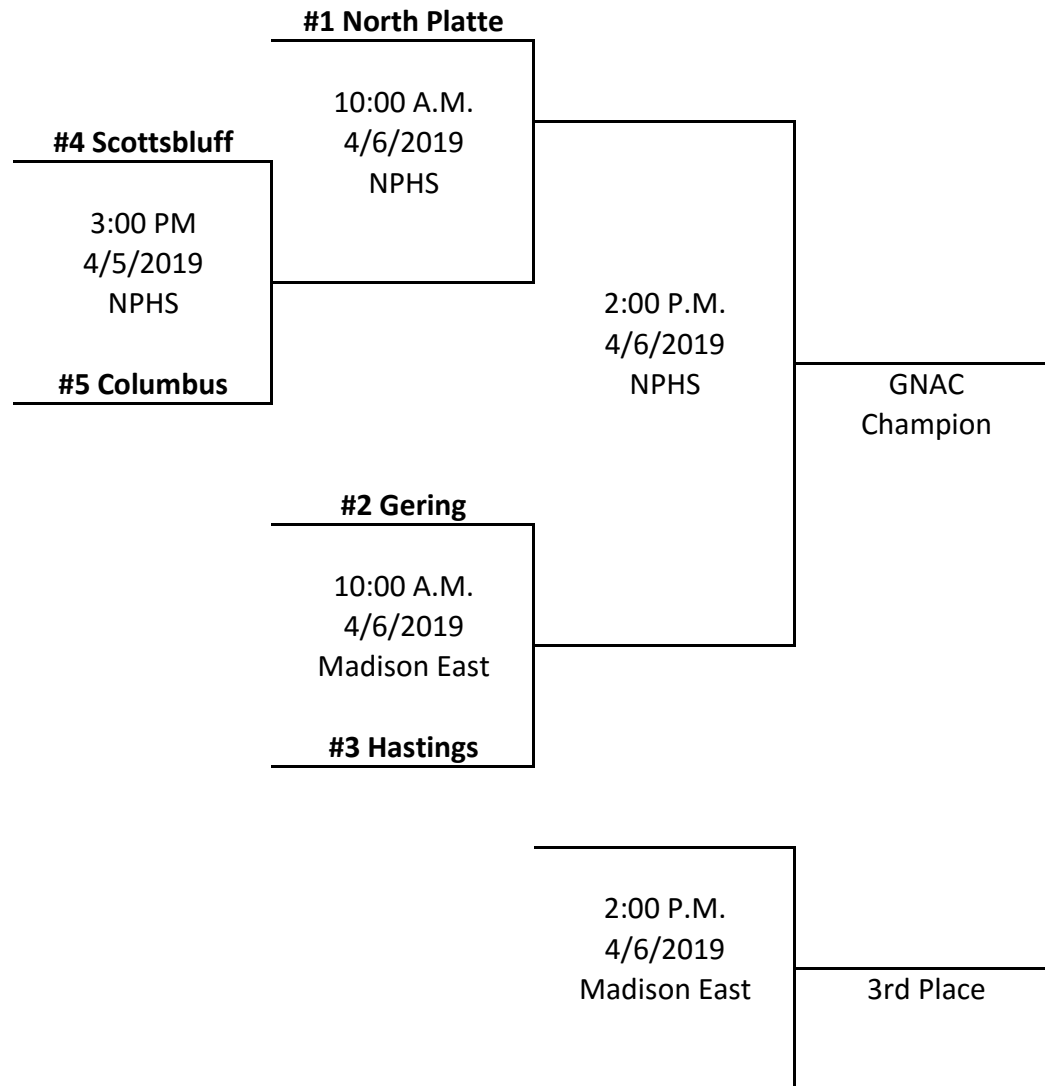 #1 North Platte
10:00 A.M.
4/6/2019
NPHS
#4 Scottsbluff
3:00 PM
4/5/2019
NPHS
#5 Columbus
2:00 P.M.
4/6/2019
NPHS
GNAC
Champion
#2 Gering
10:00 A.M.
4/6/2019
Madison East
#3 Hastings
2:00 P.M.
4/6/2019
Madison East
3rd Place